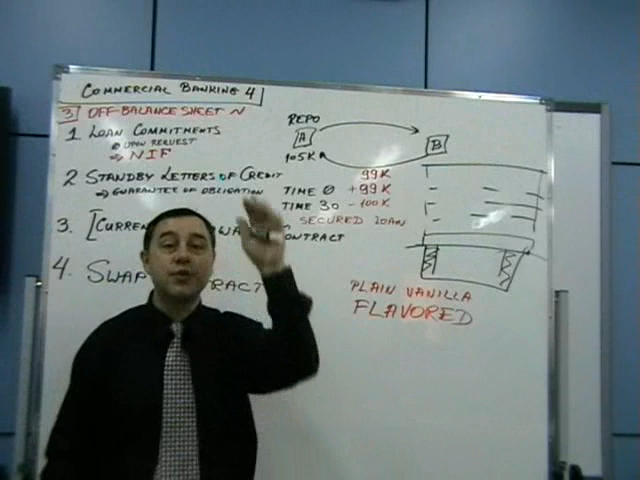 COMMERCIAL BANKING 4
3 OFF-BALANCE SHEET N
1 LOAN COMMITMENTS
UPON REQUEST
⇒ NIF
2 STANDBY LETTERS OF CREDIT
⇒ GUARANTEE OF OBLIGATION
3. [CURREN
CONTRACT
4. SWAP RACT
REPO
A
B
105K
99K
TIME 0 +99K
TIME 30 -100K
SECURED LOAN
PLAIN VANILLA
FLAVORED